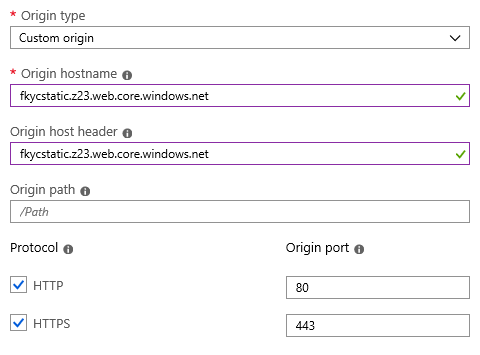 * Origin type
Custom origin
* Origin hostname
fkycstatic.z23.web.core.windows.net
Origin host header
fkycstatic.z23.web.core.windows.net
Origin path
/Path
Protocol Origin port
HTTP 80
HTTPS 443